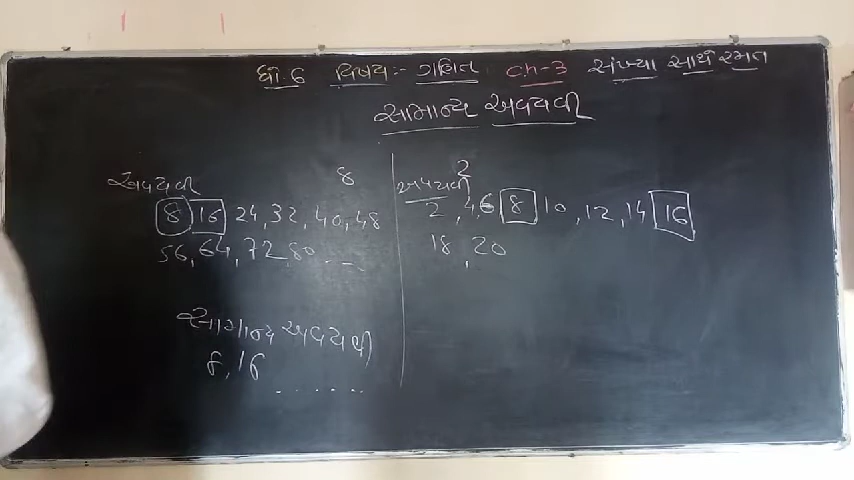 ધો.6 વિષય:- ગણિત ch-3 સંખ્યા સાથે રમત
સામાન્ય અવયવી
8
અવયવી
8 16 24, 32, 40, 48
56, 64, 72 80 .....
2
અવયવી
2, 4, 6 8 10, 12, 14 16
18, 20
સામાન્ય અવયવી
8, 16
.......